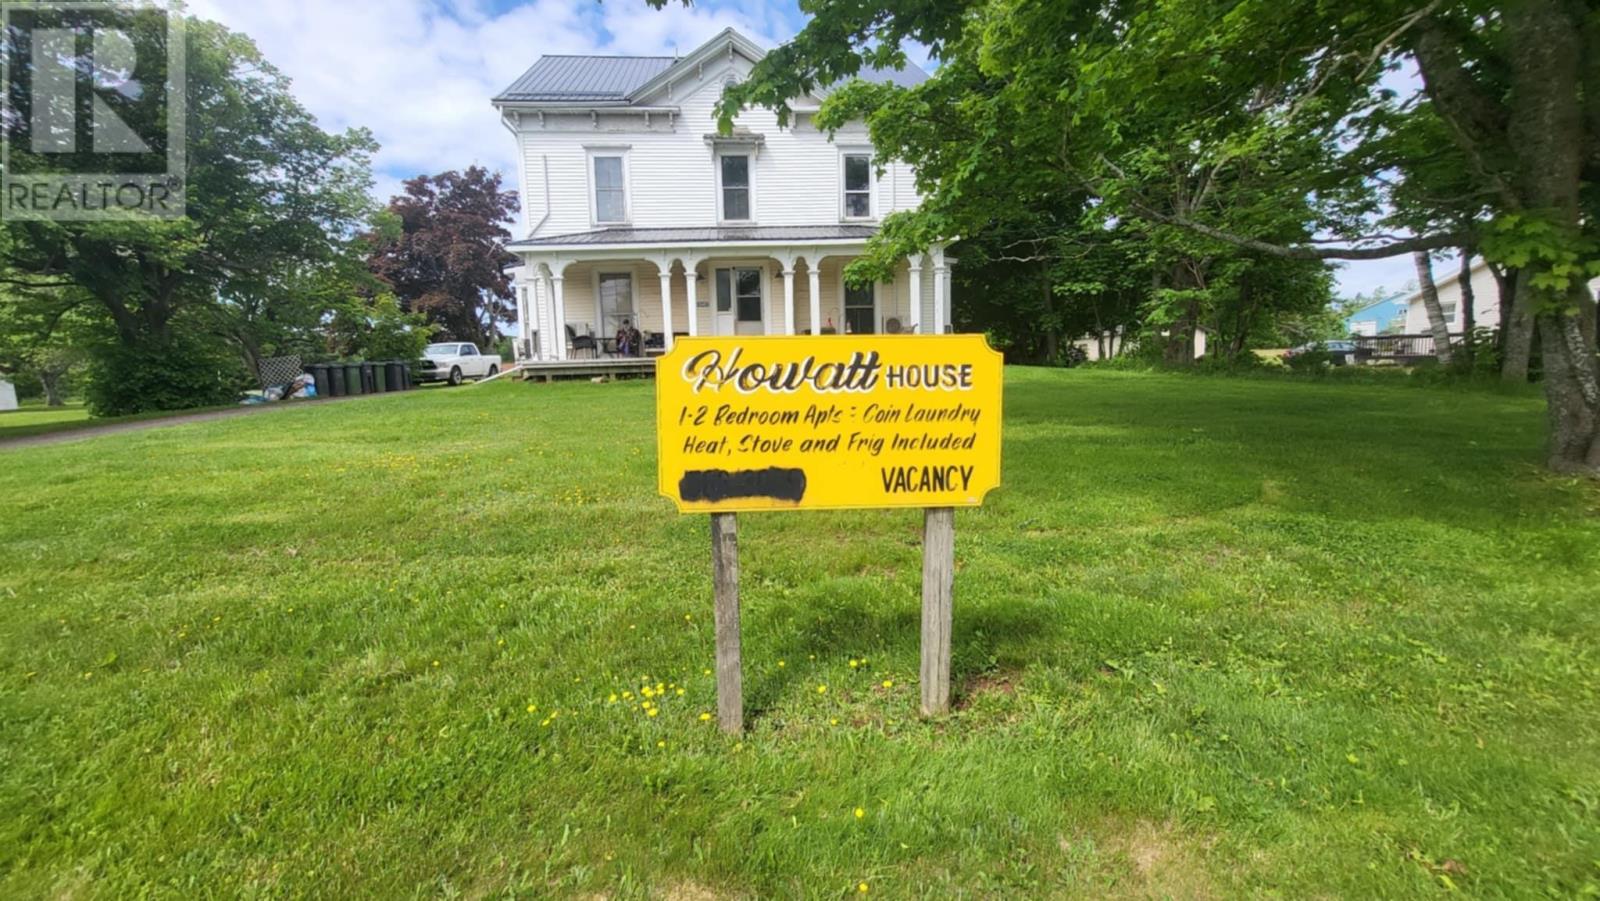 REALTOR®
Howatt HOUSE
1-2 Bedroom Apts - Coin Laundry
Heat, Stove and Frig Included
VACANCY